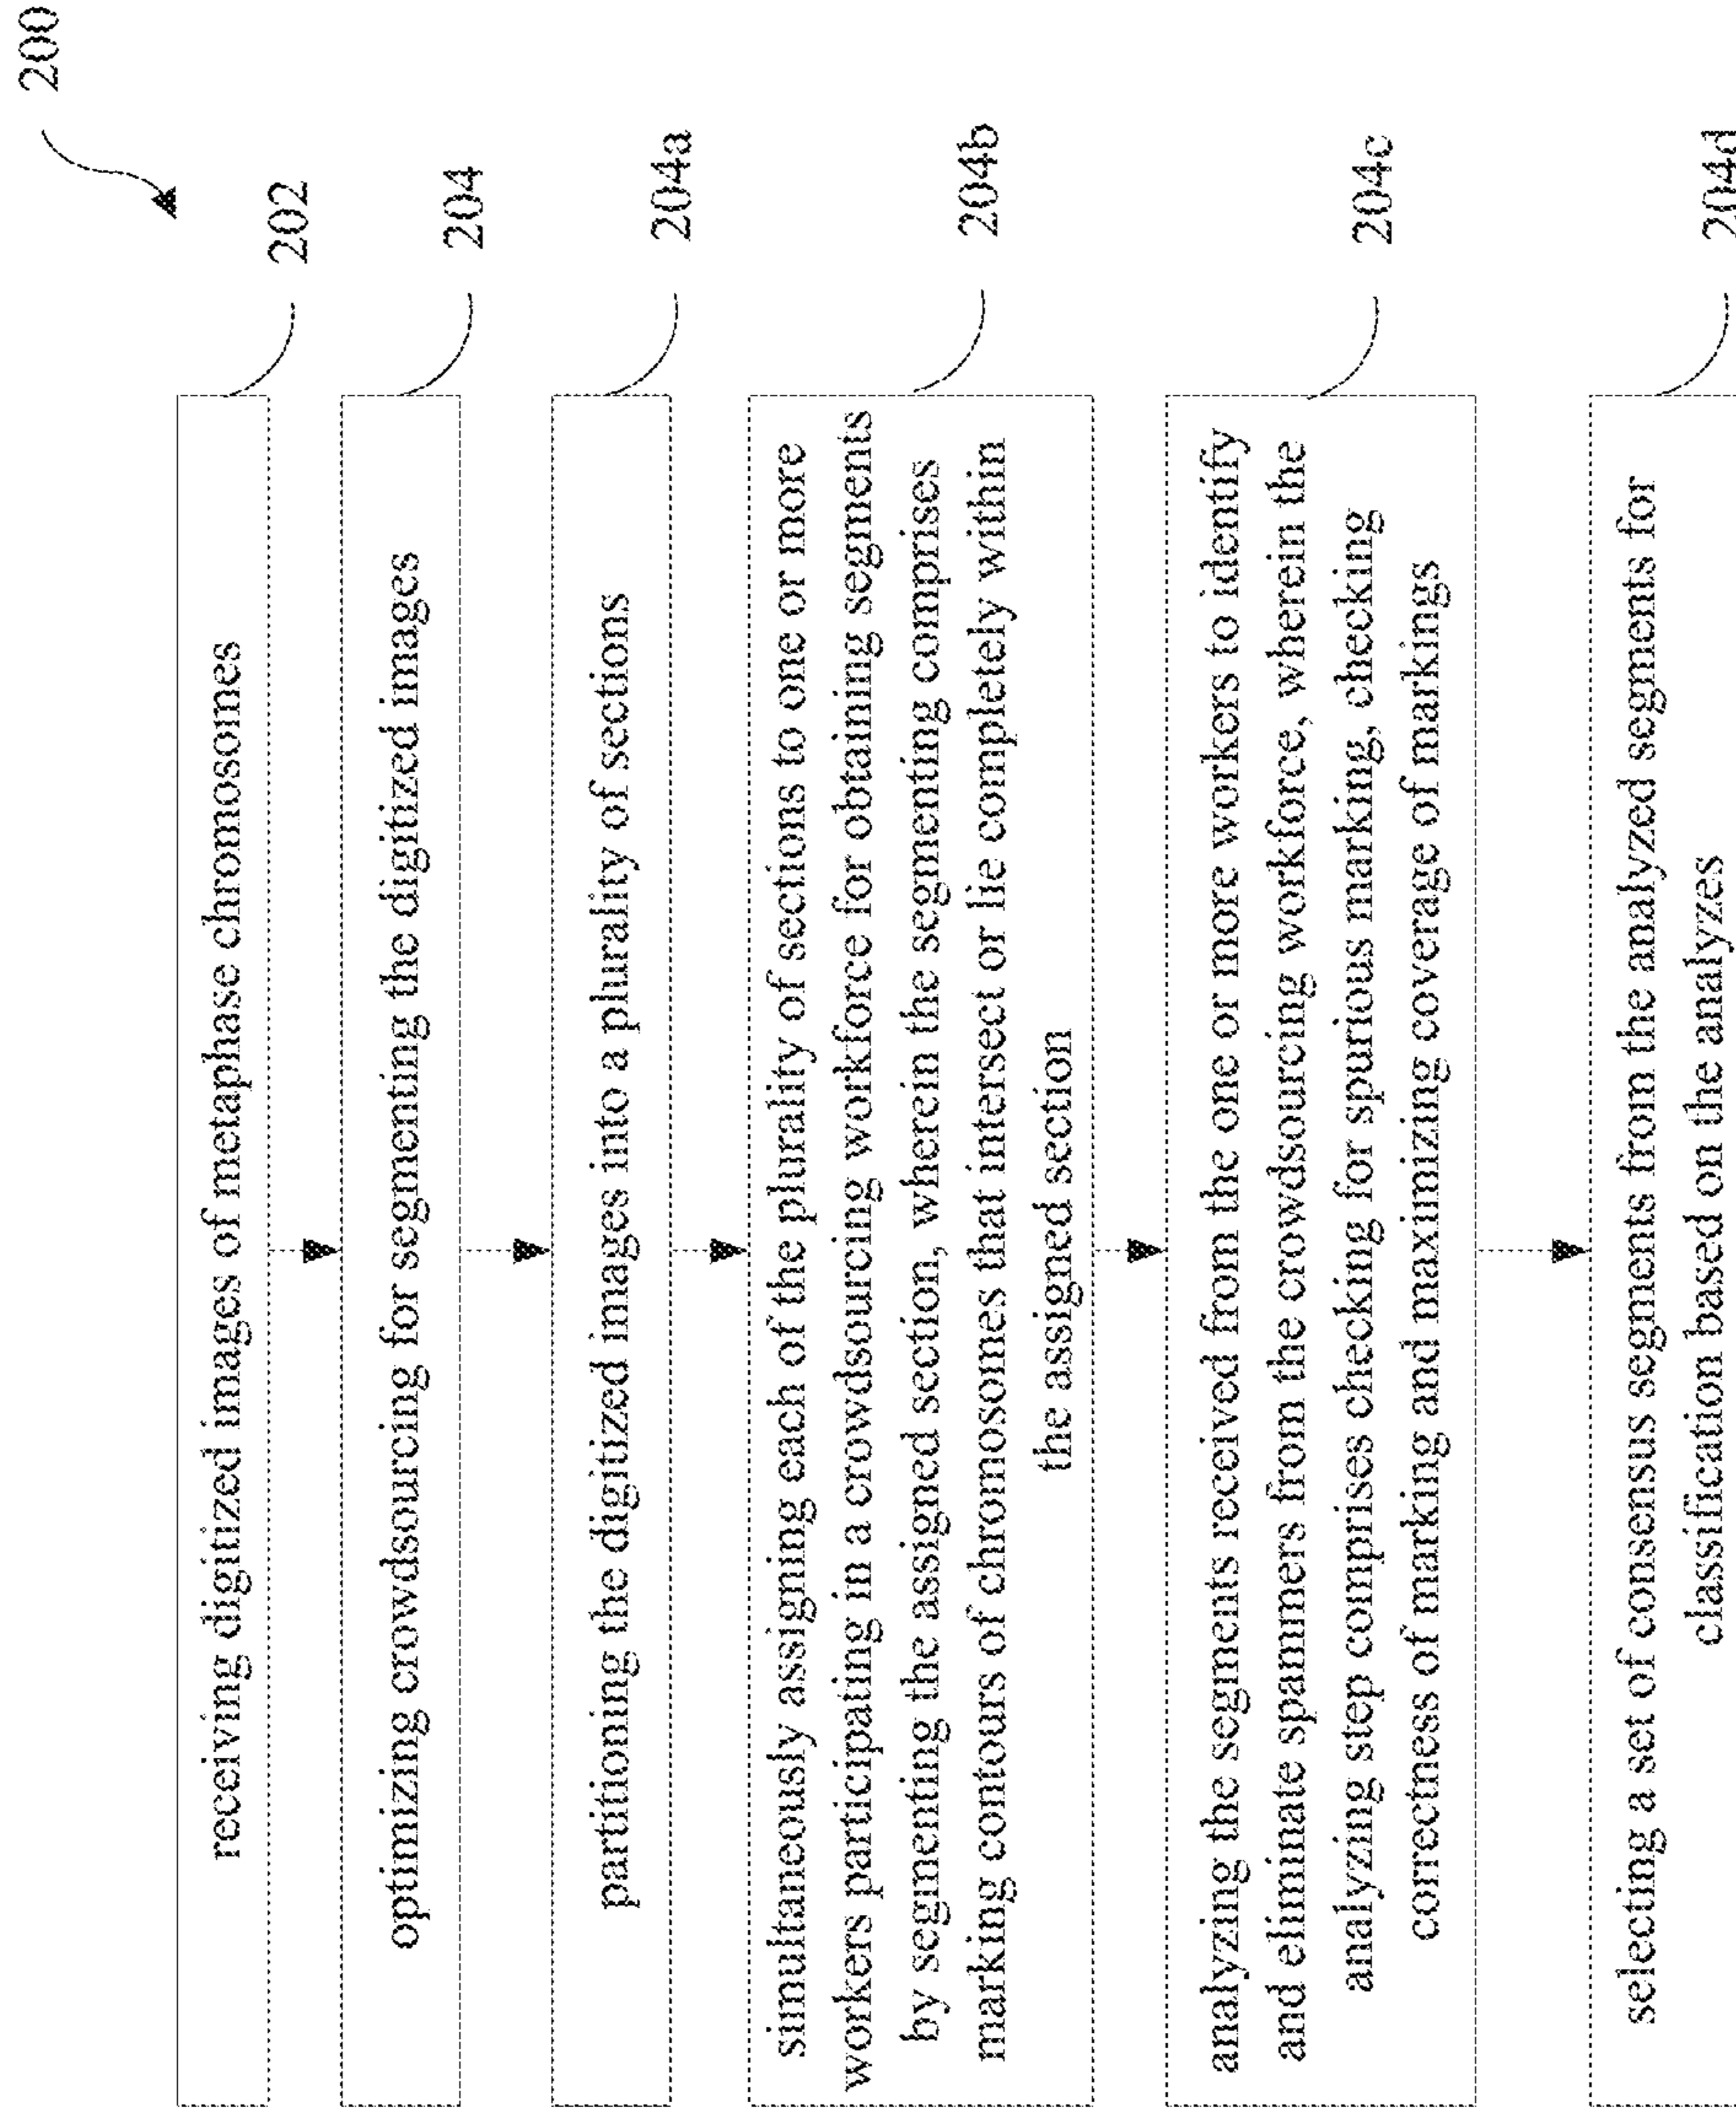 200
receiving digitized images of metaphase chromosomes
202
optimizing crowdsourcing for segmenting the digitized images
204
partitioning the digitized images into a plurality of sections
204a
simultaneously assigning each of the plurality of sections to one or more
workers participating in a crowdsourcing workforce for obtaining segments
by segmenting the assigned section, wherein the segmenting comprises
marking contours of chromosomes that intersect or lie completely within
the assigned section
204b
analyzing the segments received from the one or more workers to identify
and eliminate spammers from the crowdsourcing workforce, wherein the
analyzing step comprises checking for spurious marking, checking
correctness of marking and maximizing coverage of markings
204c
selecting a set of consensus segments from the analyzed segments for
classification based on the analyzes
204d